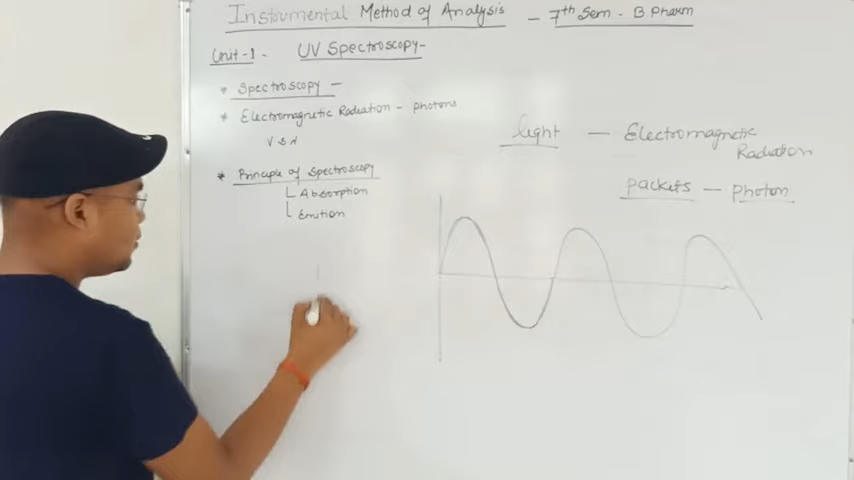 Instrumental Method of Analysis - 7th Sem - B Pharm
Unit-1 - UV Spectroscopy-
* Spectroscopy -
* Electromagnetic Radiation - photons
ν & λ
* Principle of Spectroscopy
Absorption
Emition
light - Electromagnetic
Radiation
Packets - Photon